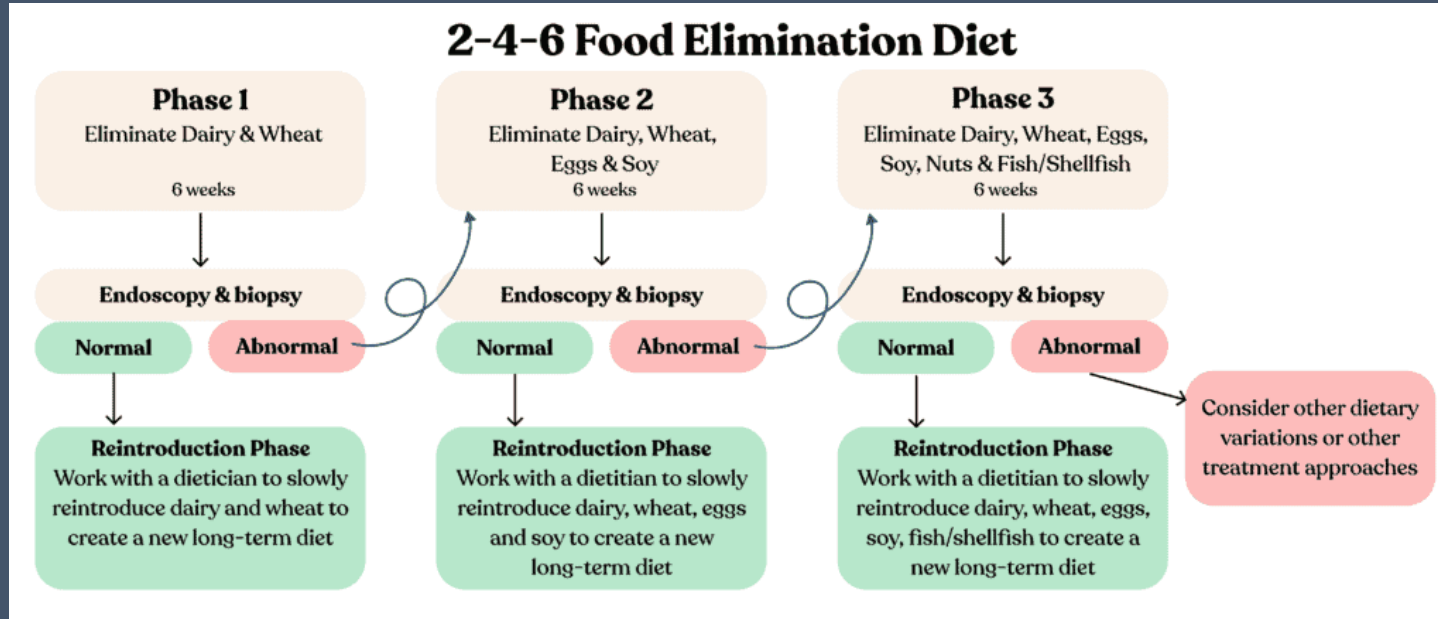 2-4-6 Food Elimination Diet
Phase 1
Eliminate Dairy & Wheat
6 weeks
Endoscopy & biopsy
Normal
Abnormal
Reintroduction Phase
Work with a dietician to slowly
reintroduce dairy and wheat to
create a new long-term diet
Phase 2
Eliminate Dairy, Wheat,
Eggs & Soy
6 weeks
Endoscopy & biopsy
Normal
Abnormal
Reintroduction Phase
Work with a dietitian to slowly
reintroduce dairy, wheat, eggs
and soy to create a new
long-term diet
Phase 3
Eliminate Dairy, Wheat, Eggs,
Soy, Nuts & Fish/Shellfish
6 weeks
Endoscopy & biopsy
Normal
Abnormal
Reintroduction Phase
Work with a dietitian to slowly
reintroduce dairy, wheat, eggs,
soy, fish/shellfish to create a
new long-term diet
Consider other dietary
variations or other
treatment approaches